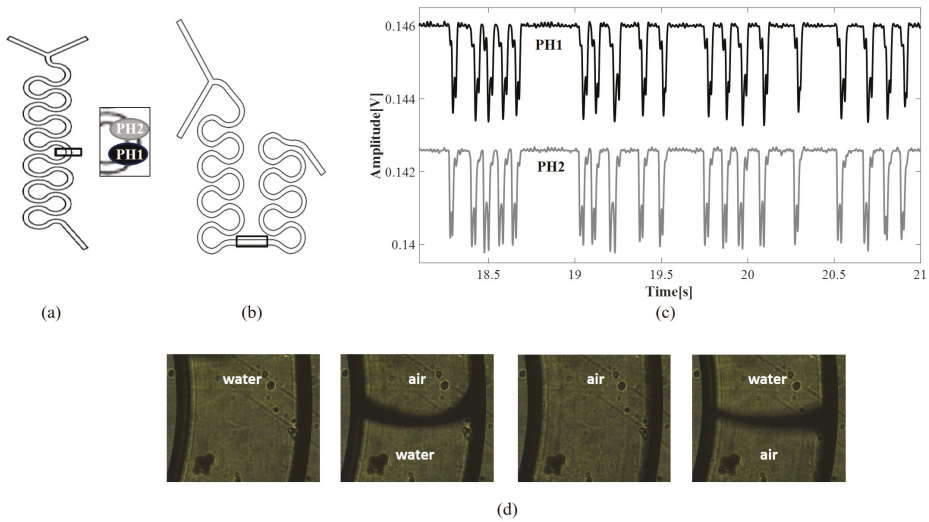 PH2
PH1
(a)
(b)
0.146
0.144
0.142
0.14
Amplitude[V]
PH1
PH2
18.5
19
19.5
20
20.5
21
Time[s]
(c)
water
air
water
air
water
air
(d)